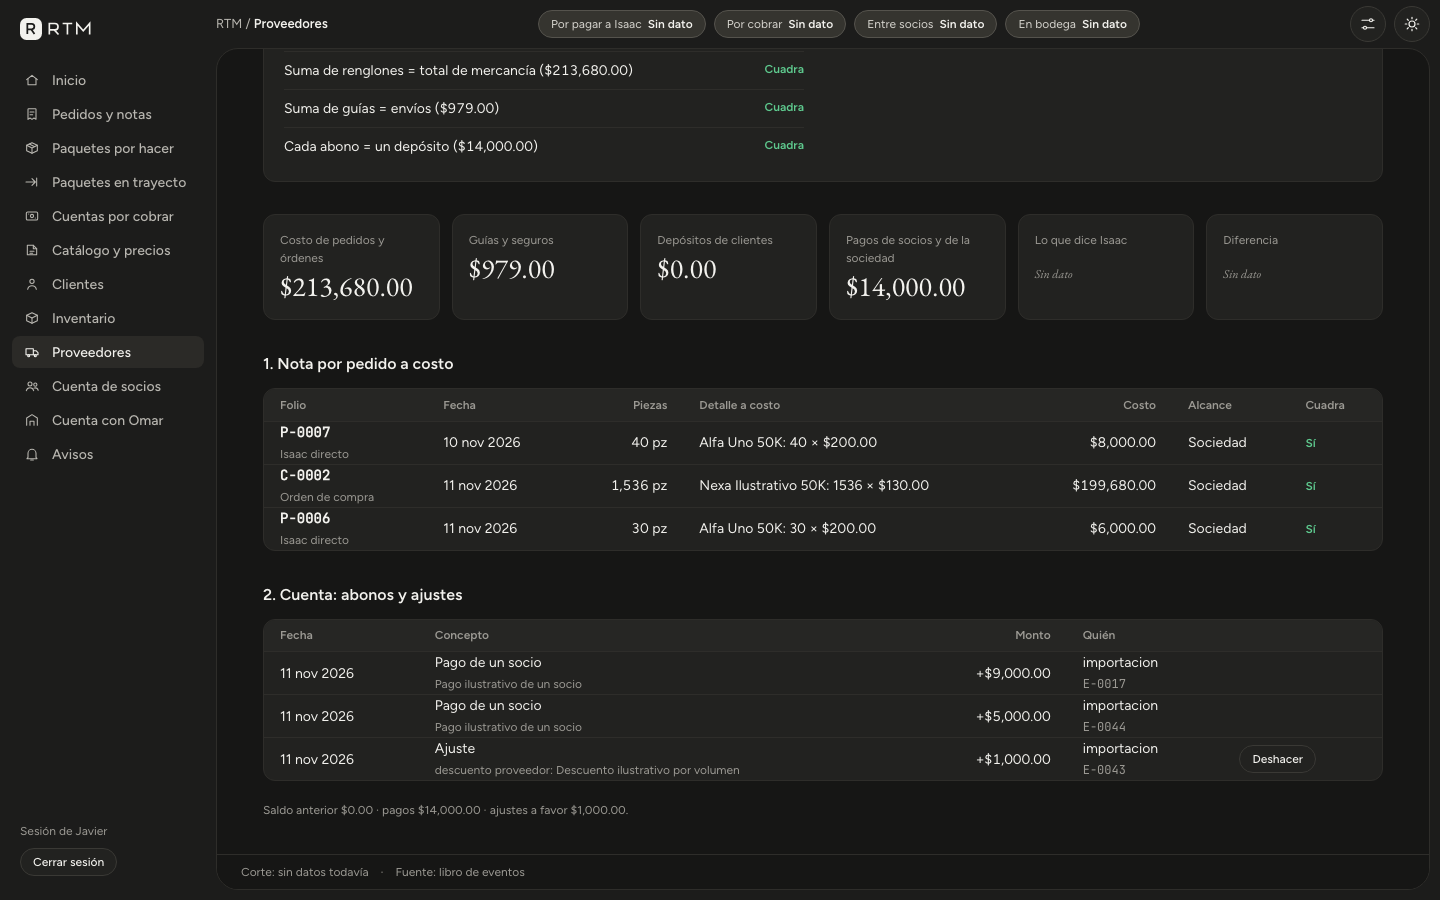 R RTM
RTM / Proveedores
Por pagar a Isaac Sin dato
Por cobrar Sin dato
Entre socios Sin dato
En bodega Sin dato
Inicio
Pedidos y notas
Paquetes por hacer
Paquetes en trayecto
Cuentas por cobrar
Catálogo y precios
Clientes
Inventario
Proveedores
Cuenta de socios
Cuenta con Omar
Avisos
Sesión de Javier
Cerrar sesión
Suma de renglones = total de mercancía ($213,680.00) Cuadra
Suma de guías = envíos ($979.00) Cuadra
Cada abono = un depósito ($14,000.00) Cuadra
Costo de pedidos y
órdenes
$213,680.00
Guías y seguros
$979.00
Depósitos de clientes
$0.00
Pagos de socios y de la
sociedad
$14,000.00
Lo que dice Isaac
Sin dato
Diferencia
Sin dato
1. Nota por pedido a costo
Folio Fecha Piezas Detalle a costo Costo Alcance Cuadra
P-0007
Isaac directo
10 nov 2026 40 pz Alfa Uno 50K: 40 × $200.00 $8,000.00 Sociedad Sí
C-0002
Orden de compra
11 nov 2026 1,536 pz Nexa Ilustrativo 50K: 1536 × $130.00 $199,680.00 Sociedad Sí
P-0006
Isaac directo
11 nov 2026 30 pz Alfa Uno 50K: 30 × $200.00 $6,000.00 Sociedad Sí
2. Cuenta: abonos y ajustes
Fecha Concepto Monto Quién
11 nov 2026 Pago de un socio +$9,000.00 importacion
Pago ilustrativo de un socio E-0017
11 nov 2026 Pago de un socio +$5,000.00 importacion
Pago ilustrativo de un socio E-0044
11 nov 2026 Ajuste +$1,000.00 importacion Deshacer
descuento proveedor: Descuento ilustrativo por volumen E-0043
Saldo anterior $0.00 · pagos $14,000.00 · ajustes a favor $1,000.00.
Corte: sin datos todavía · Fuente: libro de eventos